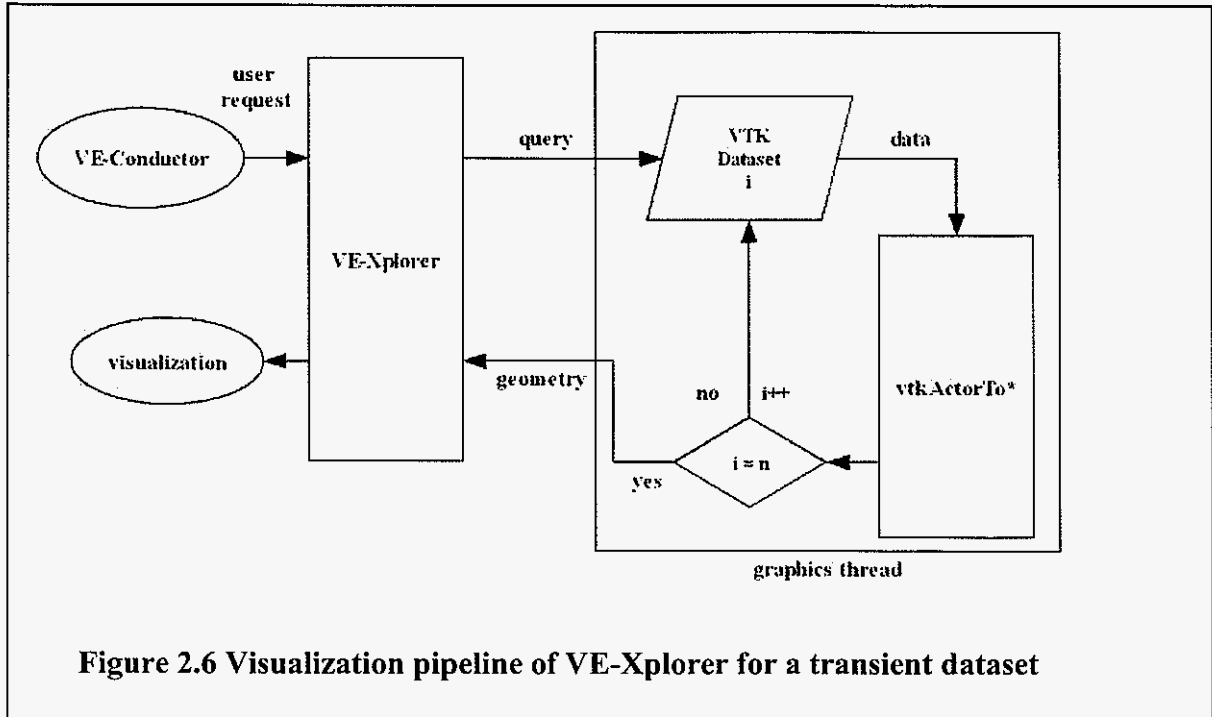 user
request
VE-Conductor
query
VTK
Dataset
i
data
VE-Xplorer
visualization
geometry
no
i++
vtkActorTo*
i = n
yes
graphics thread
Figure 2.6 Visualization pipeline of VE-Xplorer for a transient dataset